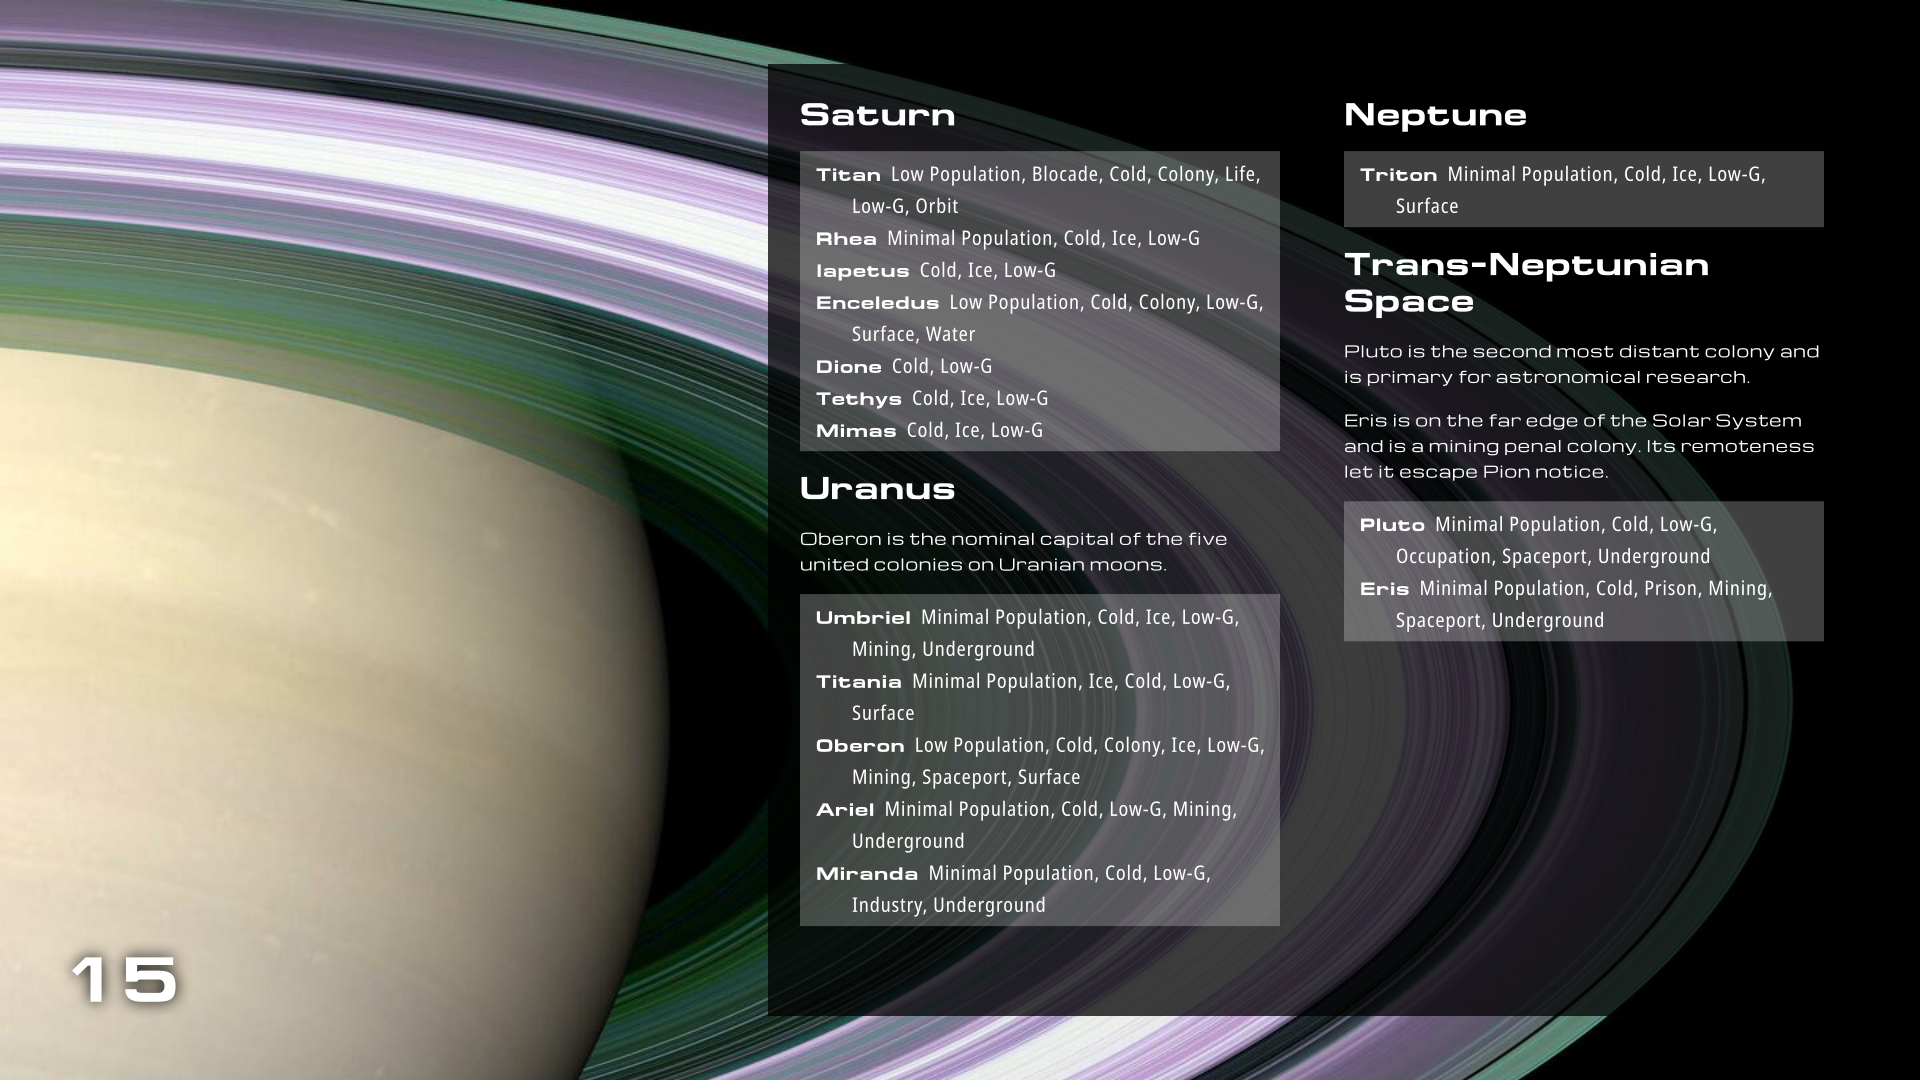 Saturn
Titan Low Population, Blocade, Cold, Colony, Life,
Low-G, Orbit
Rhea Minimal Population, Cold, Ice, Low-G
Iapetus Cold, Ice, Low-G
Enceledus Low Population, Cold, Colony, Low-G,
Surface, Water
Dione Cold, Low-G
Tethys Cold, Ice, Low-G
Mimas Cold, Ice, Low-G
Uranus
Oberon is the nominal capital of the five
united colonies on Uranian moons.
Umbriel Minimal Population, Cold, Ice, Low-G,
Mining, Underground
Titania Minimal Population, Ice, Cold, Low-G,
Surface
Oberon Low Population, Cold, Colony, Ice, Low-G,
Mining, Spaceport, Surface
Ariel Minimal Population, Cold, Low-G, Mining,
Underground
Miranda Minimal Population, Cold, Low-G,
Industry, Underground
Neptune
Triton Minimal Population, Cold, Ice, Low-G,
Surface
Trans-Neptunian
Space
Pluto is the second most distant colony and
is primary for astronomical research.
Eris is on the far edge of the Solar System
and is a mining penal colony. Its remoteness
let it escape Pion notice.
Pluto Minimal Population, Cold, Low-G,
Occupation, Spaceport, Underground
Eris Minimal Population, Cold, Prison, Mining,
Spaceport, Underground
15